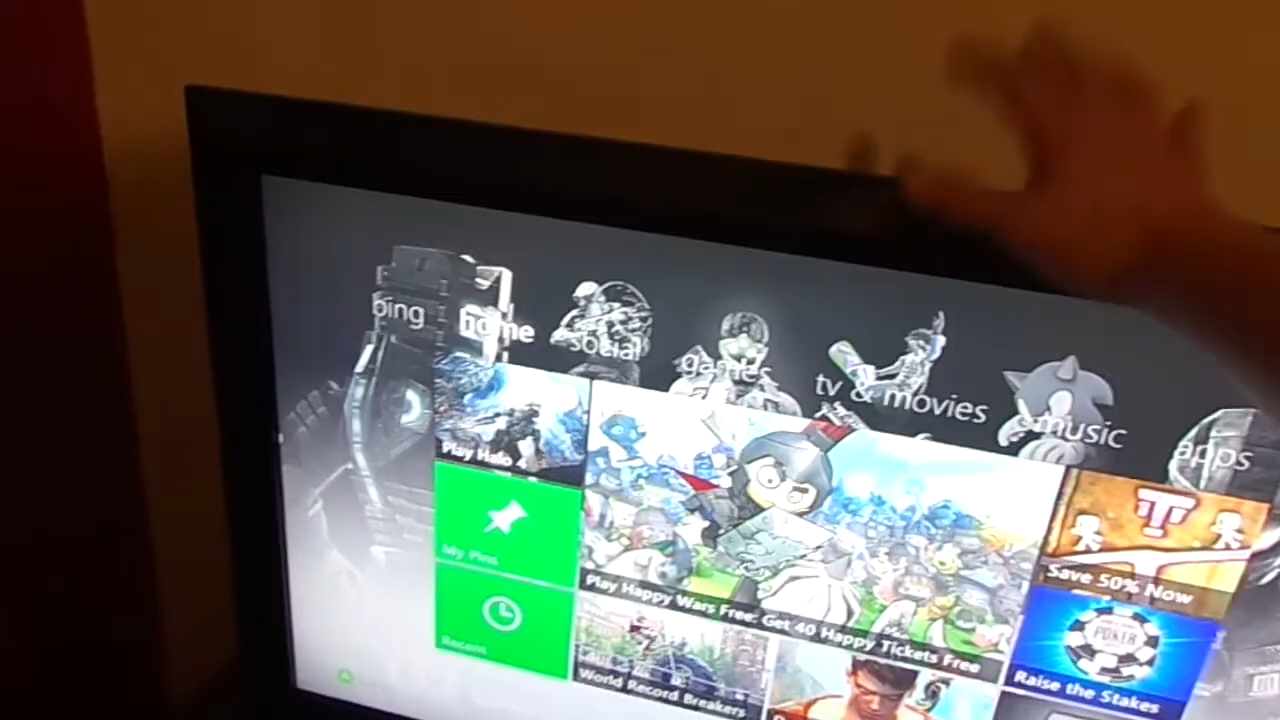 bing
home
social
games
tv & movies
music
apps
Play Halo 4
My Pins
Recent
Play Happy Wars Free. Get 40 Happy Tickets Free
World Record Breakers
Save 50% Now
POKER
Raise the Stakes